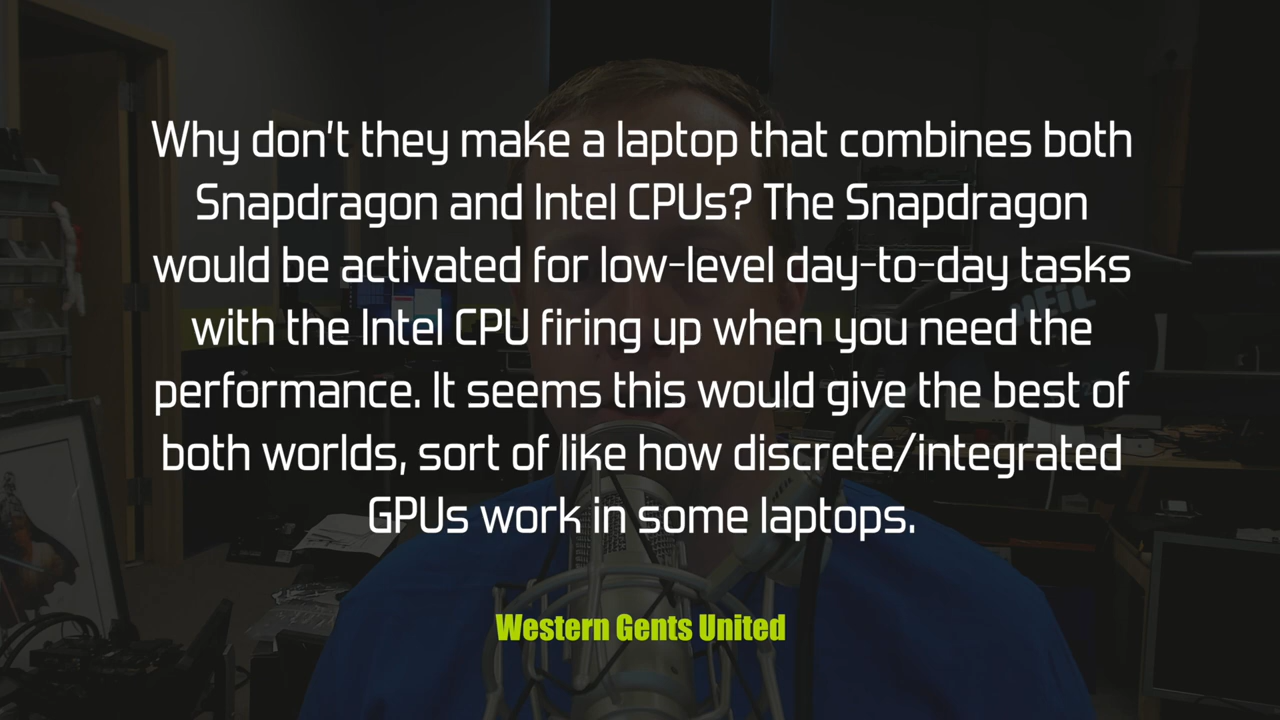 Why don't they make a laptop that combines both
Snapdragon and Intel CPUs? The Snapdragon
would be activated for low-level day-to-day tasks
with the Intel CPU firing up when you need the
performance. It seems this would give the best of
both worlds, sort of like how discrete/integrated
GPUs work in some laptops.
Western Gents United